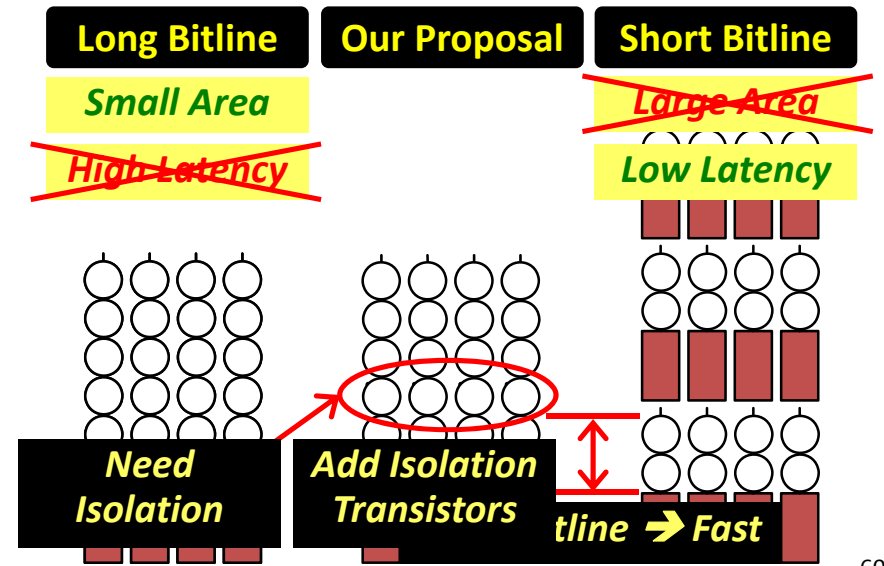 Long Bitline
Our Proposal
Short Bitline
Small Area
Large Area
High Latency
Low Latency
Need
Isolation
Add Isolation
Transistors
tline → Fast